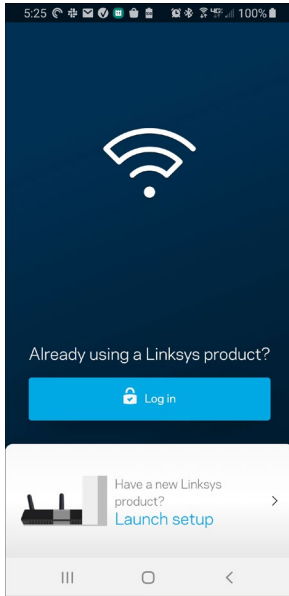 5:25 100%
Already using a Linksys product?
Log in
Have a new Linksys
product?
Launch setup